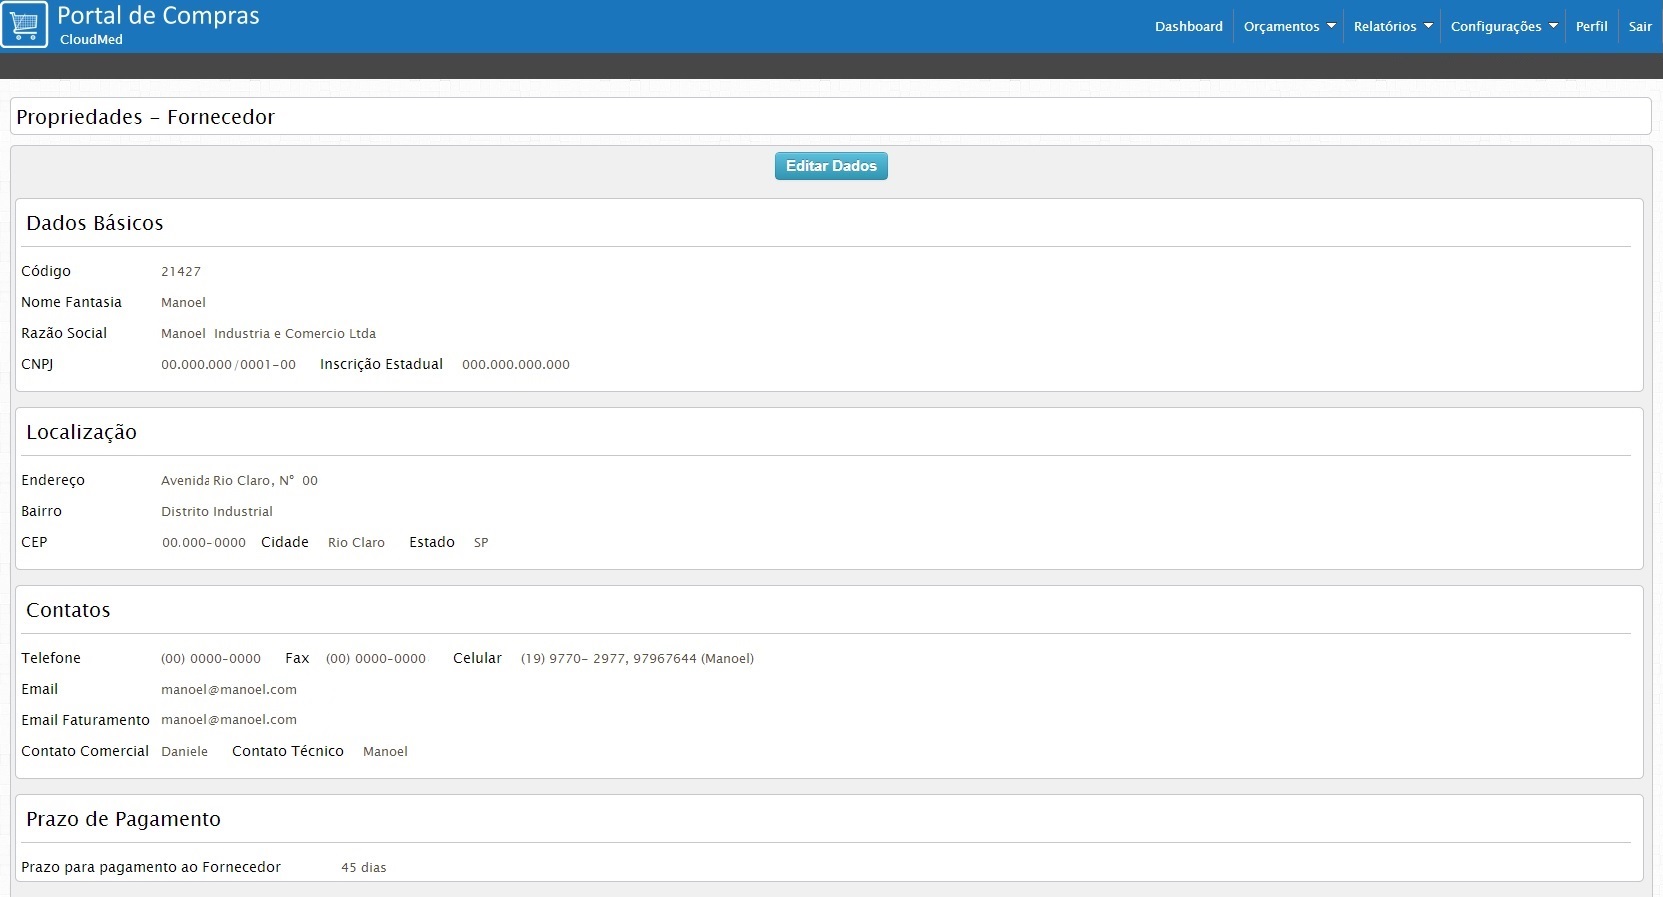 Portal de Compras
CloudMed
Dashboard Orçamentos Relatórios Configurações Perfil Sair
Propriedades - Fornecedor
Editar Dados
Dados Básicos
Código 21427
Nome Fantasia Manoel
Razão Social Manoel Industria e Comercio Ltda
CNPJ 00.000.000/0001-00 Inscrição Estadual 000.000.000.000
Localização
Endereço Avenida Rio Claro, N° 00
Bairro Distrito Industrial
CEP 00.000-0000 Cidade Rio Claro Estado SP
Contatos
Telefone (00) 0000-0000 Fax (00) 0000-0000 Celular (19) 9770- 2977, 97967644 (Manoel)
Email manoel@manoel.com
Email Faturamento manoel@manoel.com
Contato Comercial Daniele Contato Técnico Manoel
Prazo de Pagamento
Prazo para pagamento ao Fornecedor 45 dias